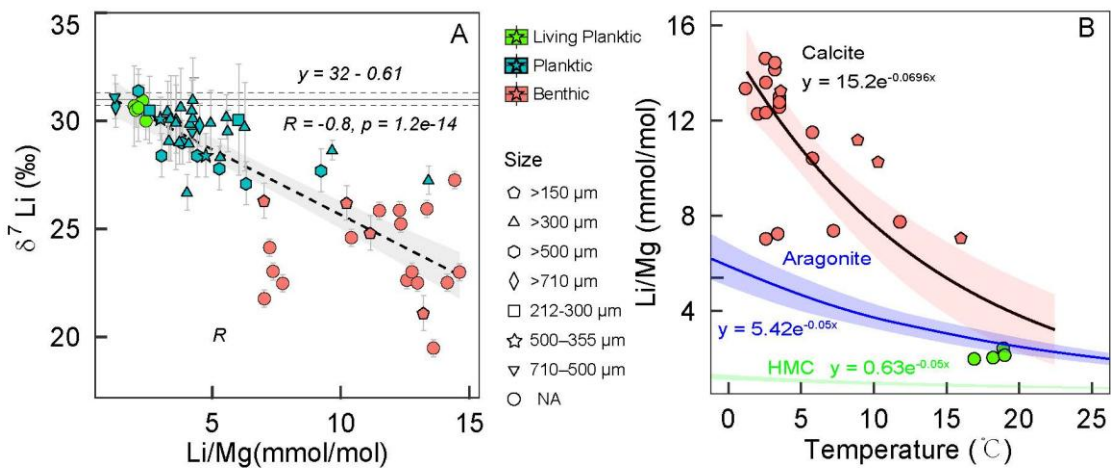 35
30
25
20
δ⁷ Li (‰)
A
y = 32 - 0.61
R = -0.8, p = 1.2e-14
R
5
10
15
Li/Mg(mmol/mol)
Living Planktic
Planktic
Benthic
Size
>150 μm
>300 μm
>500 μm
>710 μm
212-300 μm
500–355 μm
710–500 μm
NA
16
12
8
4
Li/Mg (mmol/mol)
B
Calcite
y = 15.2e^-0.0696x
Aragonite
y = 5.42e^-0.05x
HMC y = 0.63e^-0.05x
0
5
10
15
20
25
Temperature (℃)